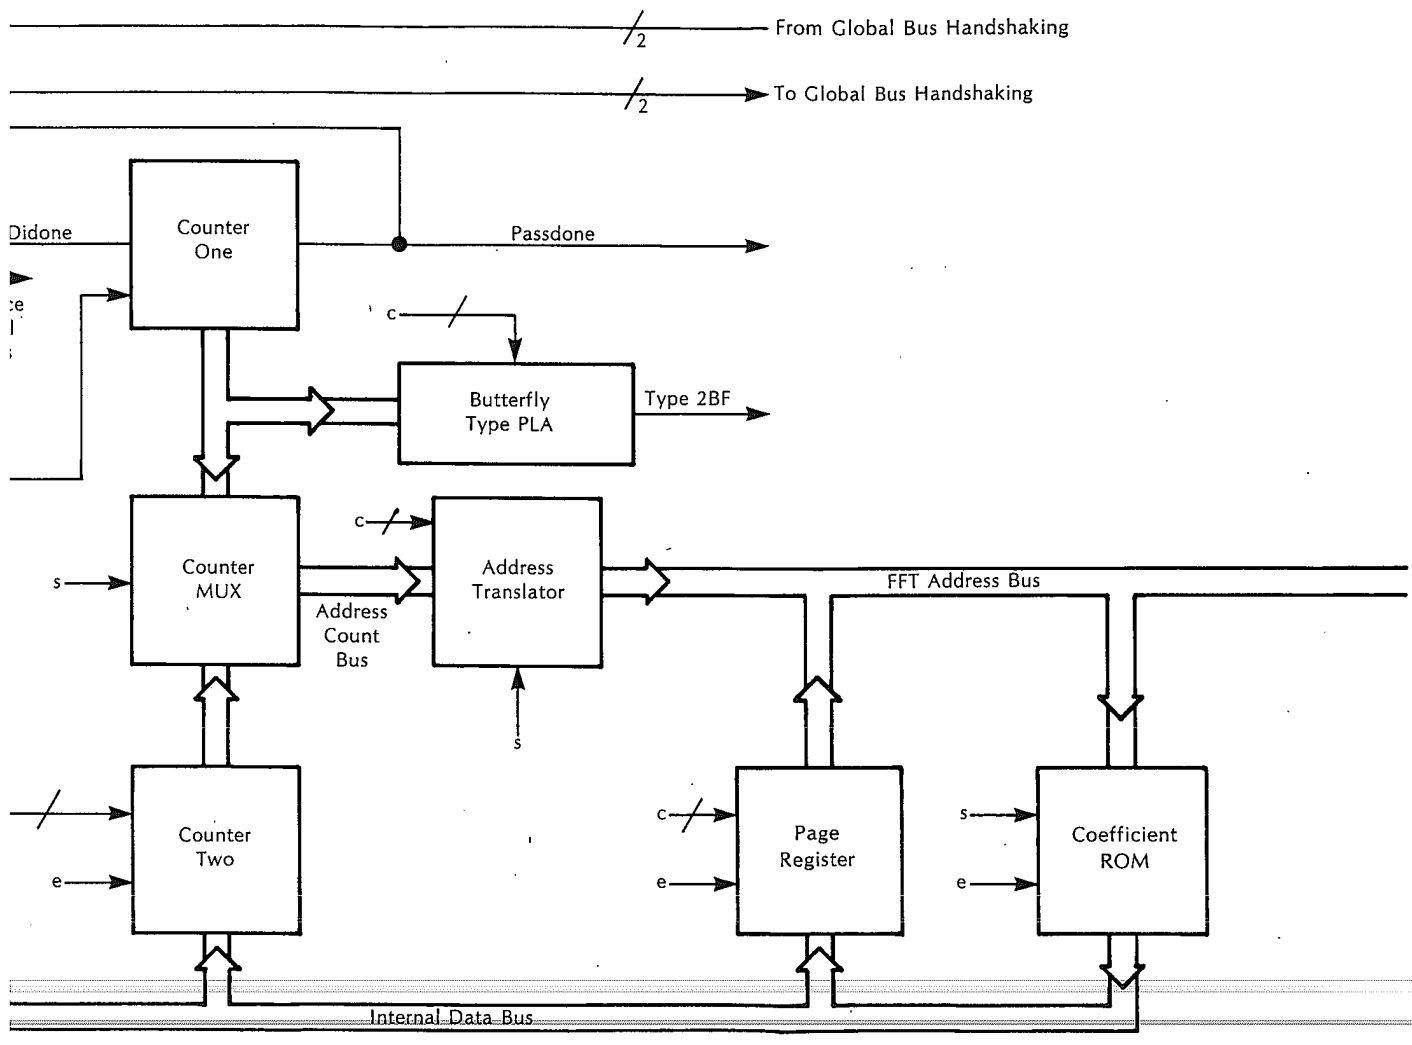 From Global Bus Handshaking
2
To Global Bus Handshaking
2
Counter
One
Didone
Passdone
c
Butterfly
Type PLA
Type 2BF
c
Counter
MUX
s
Address
Translator
FFT Address Bus
Address
Count
Bus
s
c
s
Counter
Two
Page
Register
Coefficient
ROM
e
e
e
Internal Data Bus